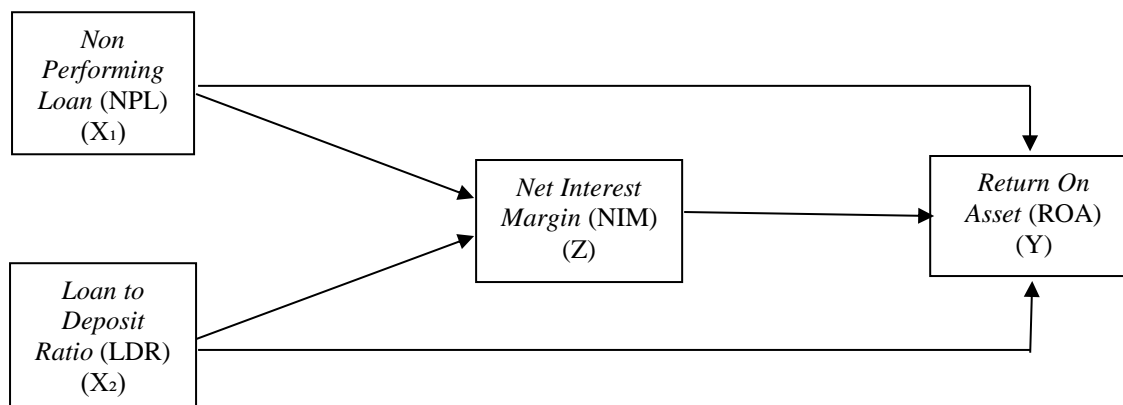 Non
Performing
Loan (NPL)
(X₁)
Net Interest
Margin (NIM)
(Z)
Return On
Asset (ROA)
(Y)
Loan to
Deposit
Ratio (LDR)
(X₂)